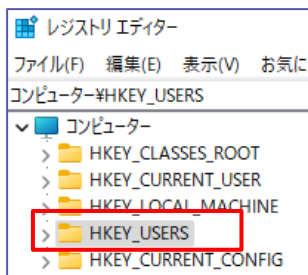 レジストリ エディター
ファイル(F) 編集(E) 表示(V) お気に
コンピューター¥HKEY_USERS
コンピューター
HKEY_CLASSES_ROOT
HKEY_CURRENT_USER
HKEY_LOCAL_MACHINE
HKEY_USERS
HKEY_CURRENT_CONFIG